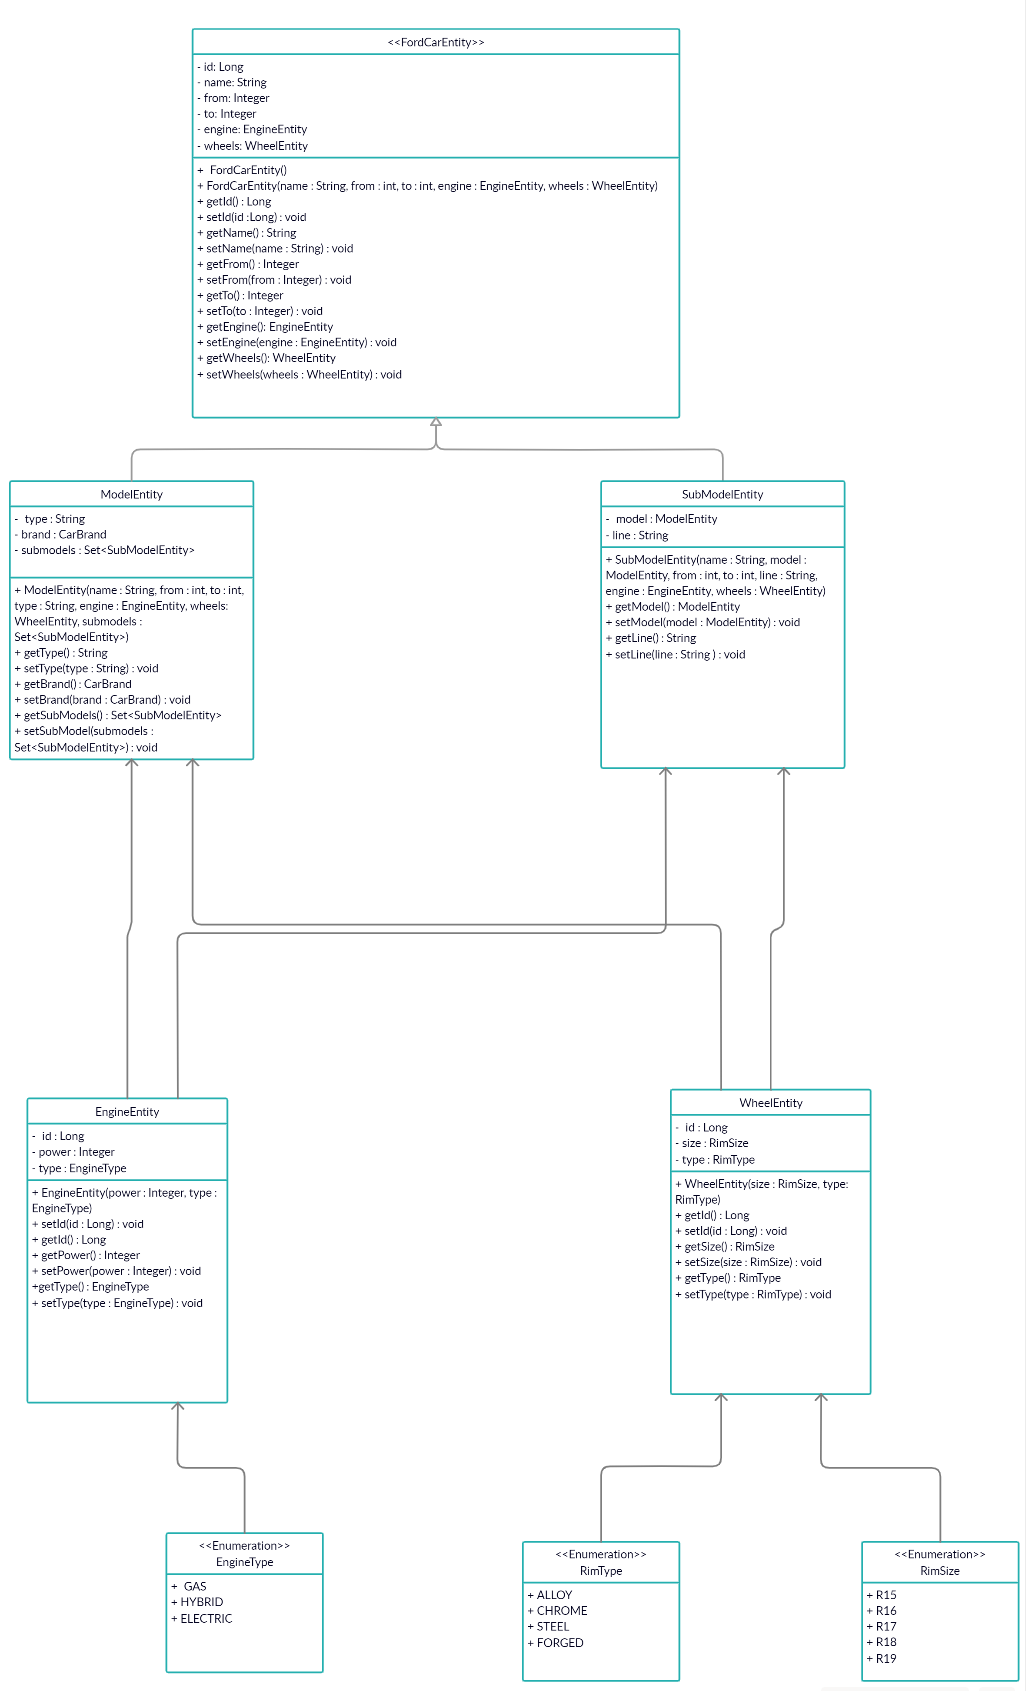 <<FordCarEntity>>
- id: Long
- name: String
- from: Integer
- to: Integer
- engine: EngineEntity
- wheels: WheelEntity
+ FordCarEntity()
+ FordCarEntity(name : String, from : int, to : int, engine : EngineEntity, wheels : WheelEntity)
+ getId() : Long
+ setId(id :Long) : void
+ getName() : String
+ setName(name : String) : void
+ getFrom() : Integer
+ setFrom(from : Integer) : void
+ getTo() : Integer
+ setTo(to : Integer) : void
+ getEngine(): EngineEntity
+ setEngine(engine : EngineEntity) : void
+ getWheels(): WheelEntity
+ setWheels(wheels : WheelEntity) : void
ModelEntity
- type : String
- brand : CarBrand
- submodels : Set<SubModelEntity>
+ ModelEntity(name : String, from : int, to : int,
type : String, engine : EngineEntity, wheels:
WheelEntity, submodels :
Set<SubModelEntity>)
+ getType() : String
+ setType(type : String) : void
+ getBrand() : CarBrand
+ setBrand(brand : CarBrand) : void
+ getSubModels() : Set<SubModelEntity>
+ setSubModel(submodels :
Set<SubModelEntity>) : void
SubModelEntity
- model : ModelEntity
- line : String
+ SubModelEntity(name : String, model :
ModelEntity, from : int, to : int, line : String,
engine : EngineEntity, wheels : WheelEntity)
+ getModel() : ModelEntity
+ setModel(model : ModelEntity) : void
+ getLine() : String
+ setLine(line : String ) : void
EngineEntity
- id : Long
- power : Integer
- type : EngineType
+ EngineEntity(power : Integer, type :
EngineType)
+ setId(id : Long) : void
+ getId() : Long
+ getPower() : Integer
+ setPower(power : Integer) : void
+getType() : EngineType
+ setType(type : EngineType) : void
WheelEntity
- id : Long
- size : RimSize
- type : RimType
+ WheelEntity(size : RimSize, type:
RimType)
+ getId() : Long
+ setId(id : Long) : void
+ getSize() : RimSize
+ setSize(size : RimSize) : void
+ getType() : RimType
+ setType(type : RimType) : void
<<Enumeration>>
EngineType
+ GAS
+ HYBRID
+ ELECTRIC
<<Enumeration>>
RimType
+ ALLOY
+ CHROME
+ STEEL
+ FORGED
<<Enumeration>>
RimSize
+ R15
+ R16
+ R17
+ R18
+ R19